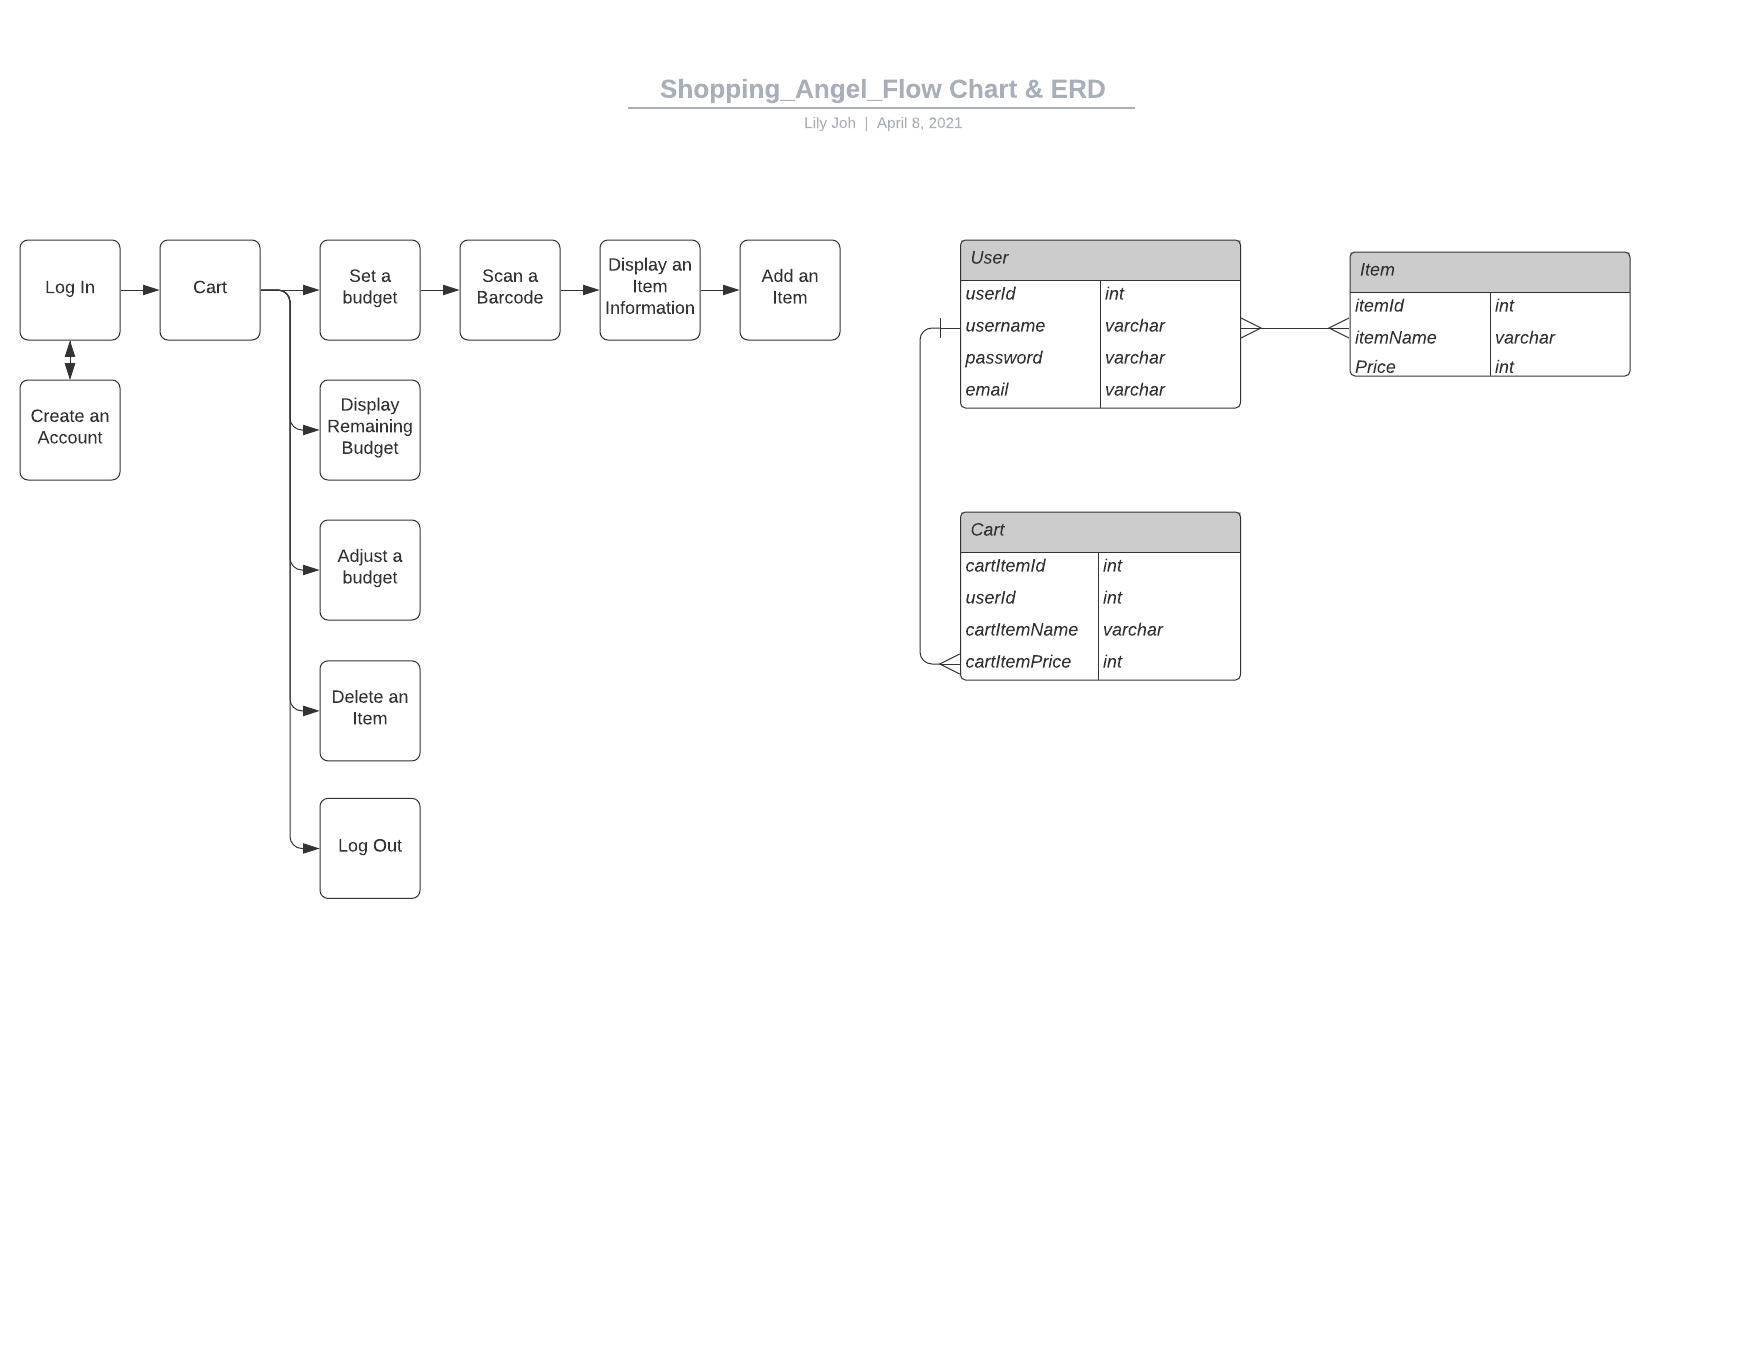 Shopping_Angel_Flow Chart & ERD
Lily Joh | April 8, 2021
Log In
Cart
Set a
budget
Scan a
Barcode
Display an
Item
Information
Add an
Item
Create an
Account
Display
Remaining
Budget
Adjust a
budget
Delete an
Item
Log Out
User
userId int
username varchar
password varchar
email varchar
Item
itemId int
itemName varchar
Price int
Cart
cartItemId int
userId int
cartItemName varchar
cartItemPrice int